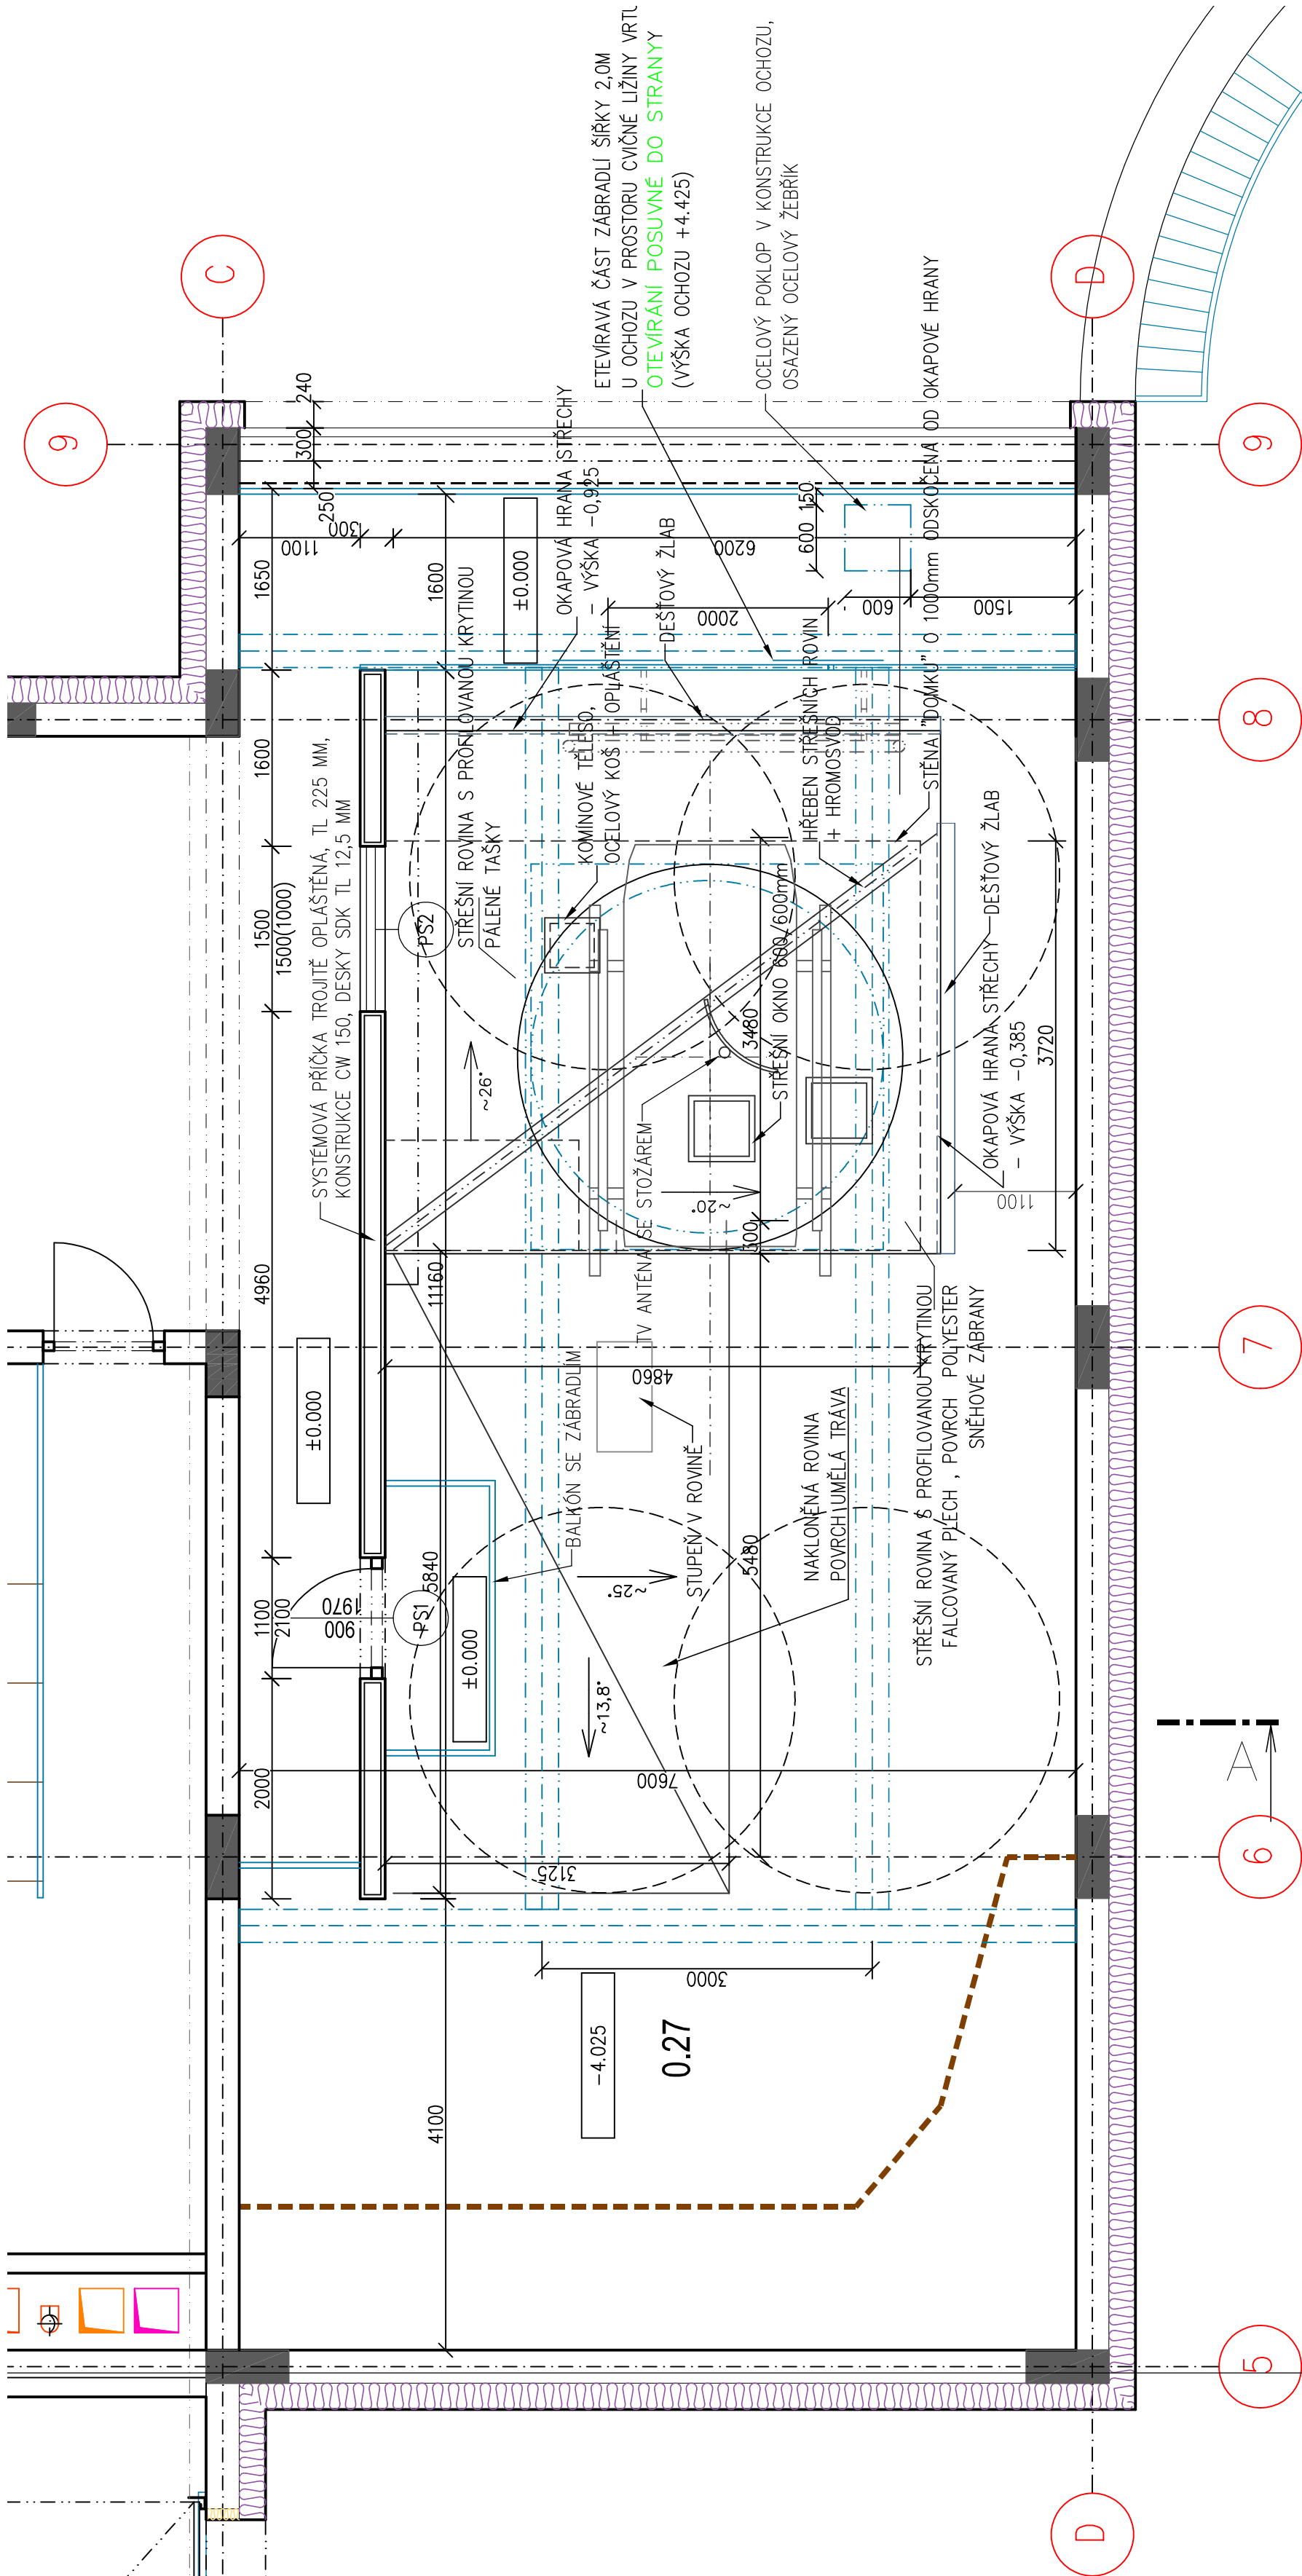 C
D
9
9
8
7
6
5
D
A
ETEVÍRAVÁ ČÁST ZÁBRADLÍ ŠÍŘKY 2,0M
U OCHOZU V PROSTORU CVIČNÉ LIŽINY
OTEVÍRÁNÍ POSUVNÉ DO STRANYY
(VÝŠKA OCHOZU +4.425)
OCELOVÝ POKLOP V KONSTRUKCE OCHOZU,
OSAZENÝ OCELOVÝ ŽEBŘÍK
OKAPOVÁ HRANA STŘECHY
- VÝŠKA -0,925
DEŠŤOVÝ ŽLAB
STĚNA "DOMKU" O 1000mm ODSKOČENA OD OKAPOVÉ HRANY
HŘEBEN STŘEŠNÍCH ROVIN
+ HROMOSVOD
KOMÍNOVÉ TĚLESO,
OCELOVÝ KOŠ + OPLÁŠTĚNÍ
STŘEŠNÍ ROVINA S PROFILOVANOU KRYTINOU
PÁLENÉ TAŠKY
SYSTÉMOVÁ PŘÍČKA TROJITĚ OPLÁŠTĚNÁ, TL 225 MM,
KONSTRUKCE CW 150, DESKY SDK TL 12,5 MM
STŘEŠNÍ OKNO 600/600mm
TV ANTÉNA SE STOŽÁREM
OKAPOVÁ HRANA STŘECHY
- VÝŠKA -0,385
DEŠŤOVÝ ŽLAB
BALKÓN SE ZÁBRADLÍM
STUPEŇ V ROVINĚ
NAKLONĚNÁ ROVINA
POVRCH UMĚLÁ TRÁVA
STŘEŠNÍ ROVINA S PROFILOVANOU KRYTINOU
FALCOVANÝ PLECH , POVRCH POLYESTER
SNĚHOVÉ ZÁBRANY
240
300
250
1650
1600
1500
1500(1000)
4960
1100
2100
2000
1100
300
6200
1600
11160
5840
4100
±0.000
±0.000
±0.000
-4.025
0.27
PS2
PS1
900
1970
2000
600
1500
600
150
3480
300
5480
3720
1100
4860
7600
3125
3000
~26°
~20°
~25°
~13,8°